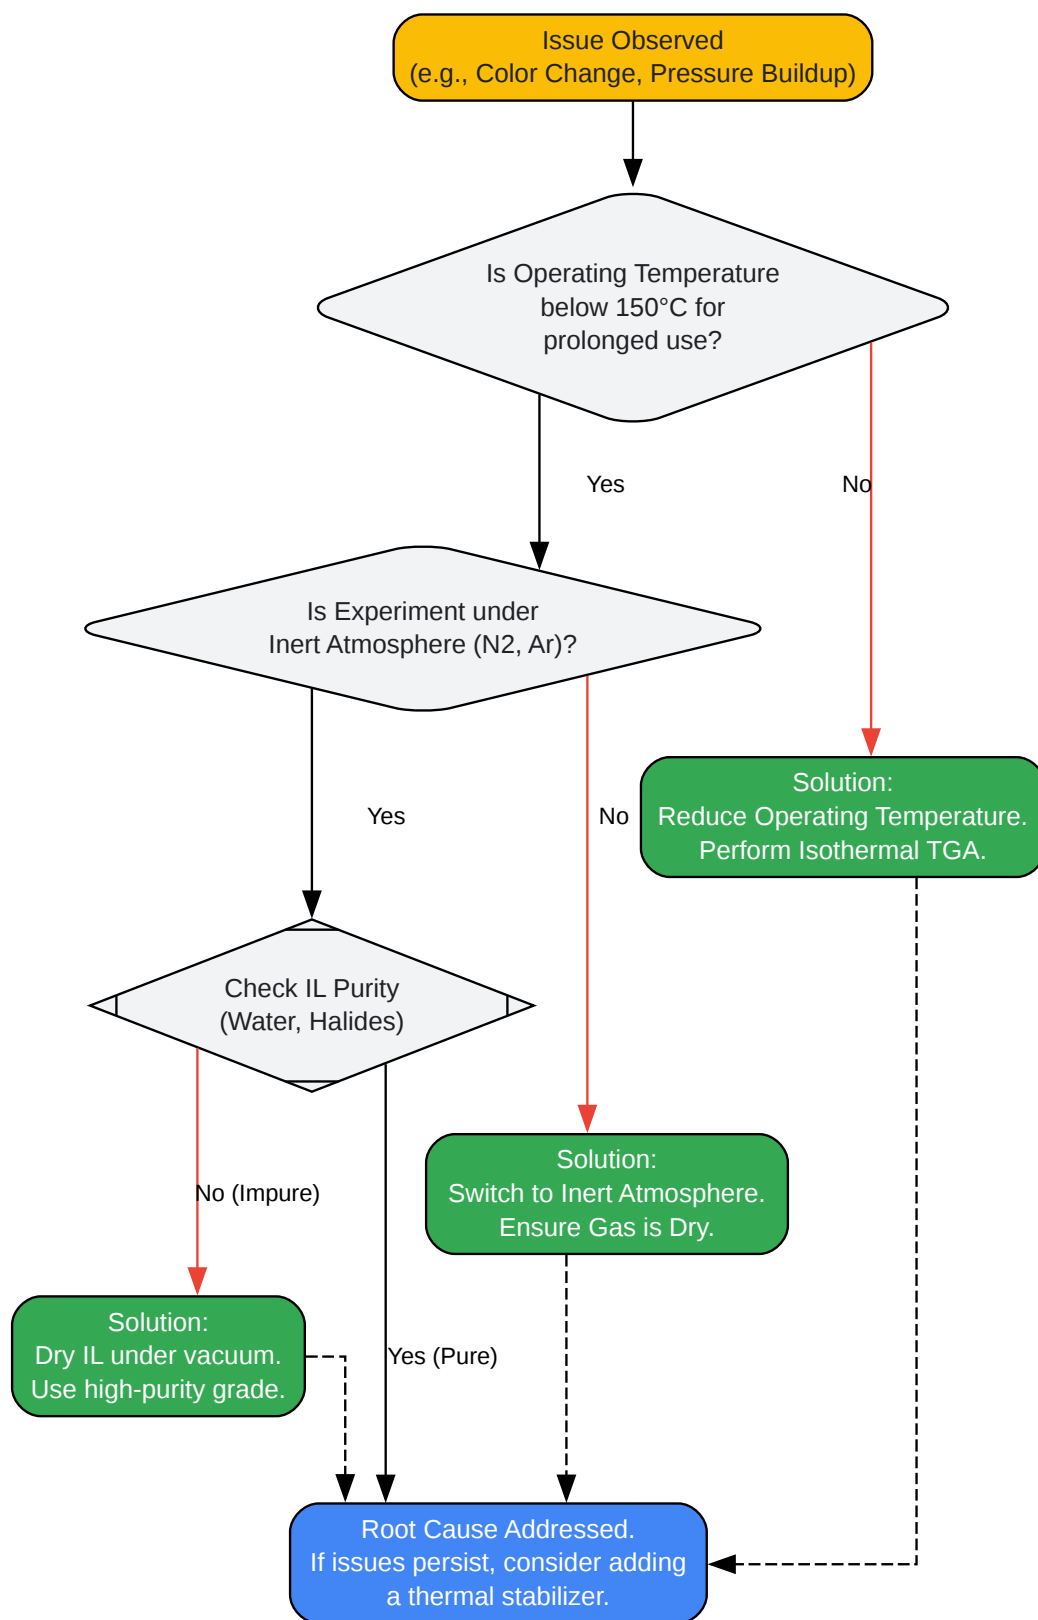 Issue Observed
(e.g., Color Change, Pressure Buildup)
Is Operating Temperature
below 150°C for
prolonged use?
Yes
No
Is Experiment under
Inert Atmosphere (N2, Ar)?
Yes
No
Solution:
Reduce Operating Temperature.
Perform Isothermal TGA.
Check IL Purity
(Water, Halides)
No (Impure)
Solution:
Switch to Inert Atmosphere.
Ensure Gas is Dry.
Solution:
Dry IL under vacuum.
Use high-purity grade.
Yes (Pure)
Root Cause Addressed.
If issues persist, consider adding
a thermal stabilizer.